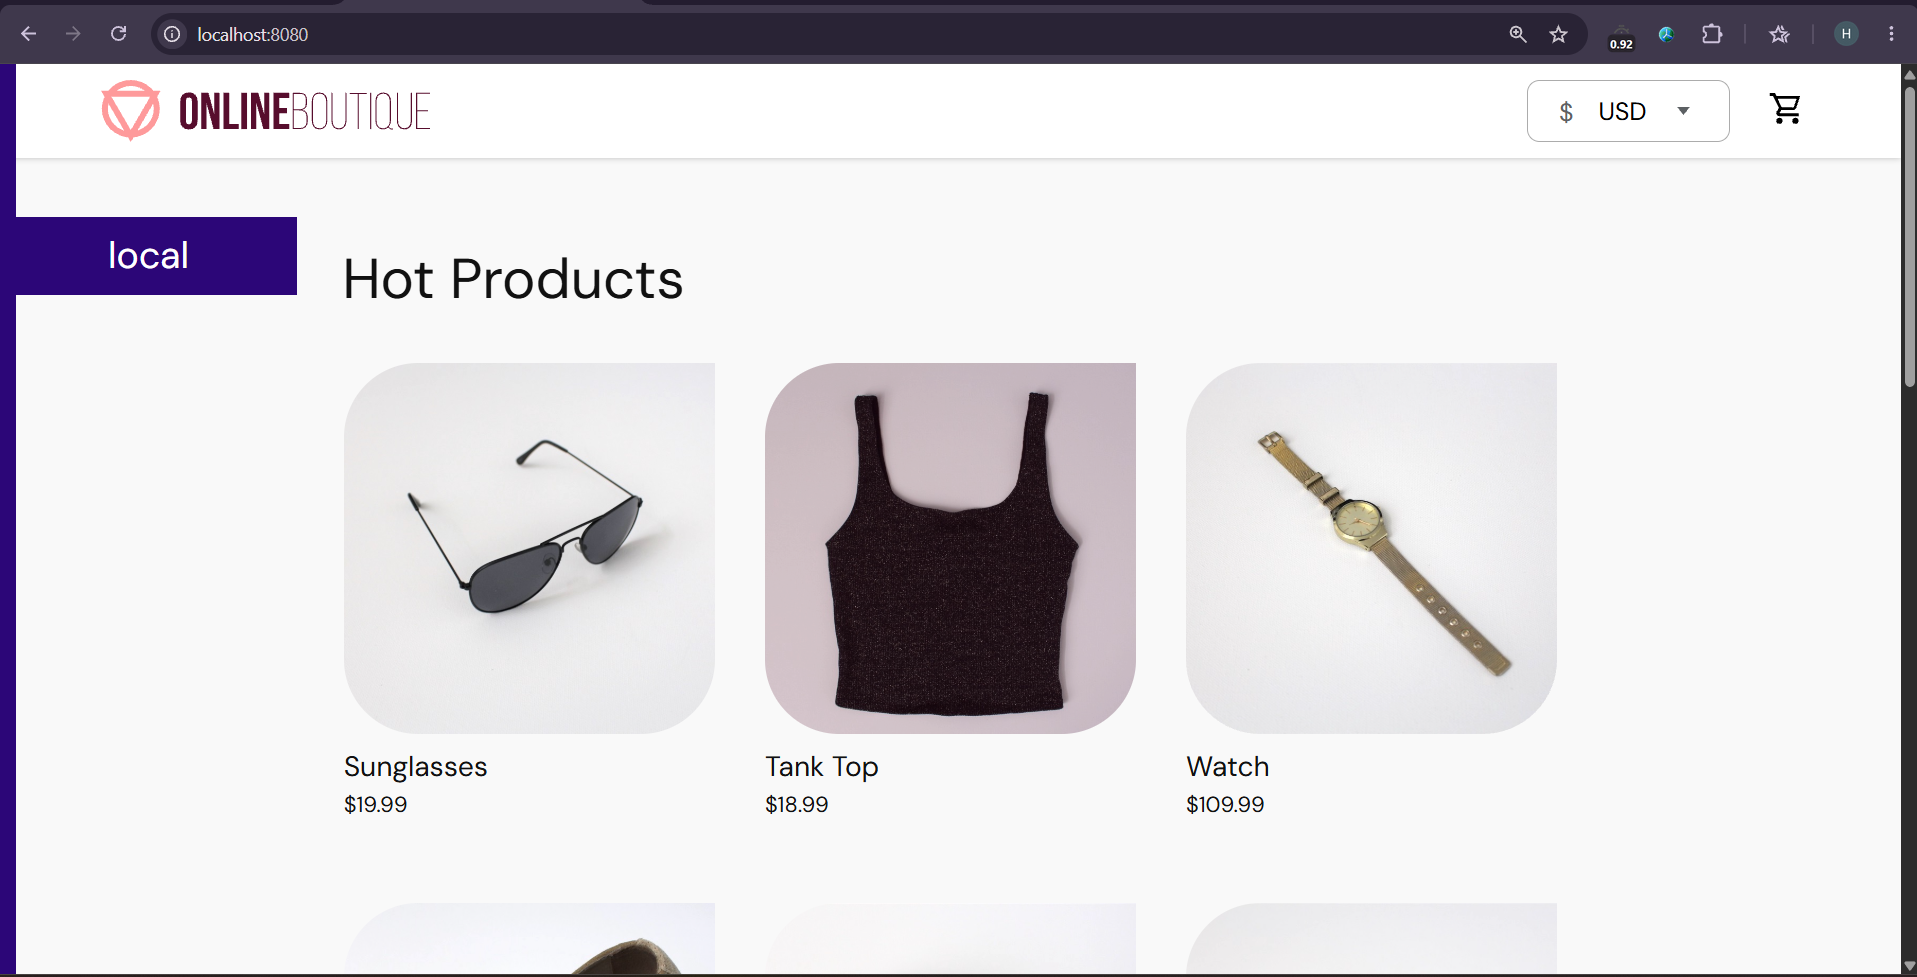 localhost:8080
0.92
H
ONLINEBOUTIQUE
$ USD
local
Hot Products
Sunglasses
$19.99
Tank Top
$18.99
Watch
$109.99